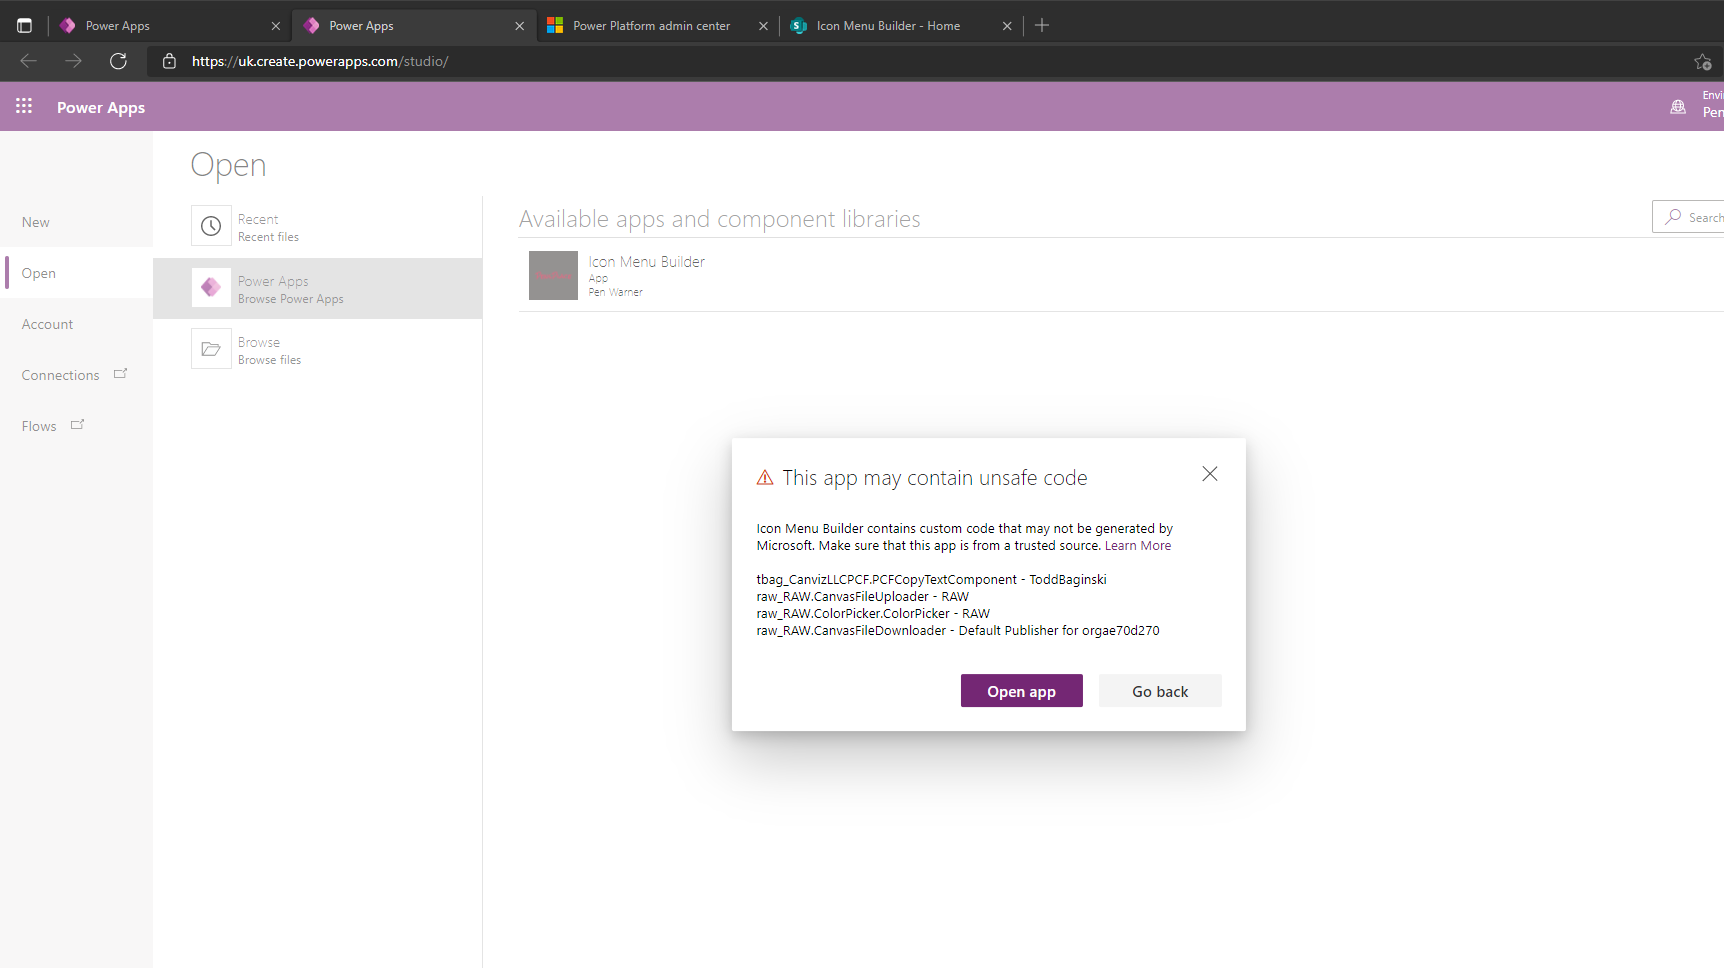 Power Apps
Power Apps
Power Platform admin center
Icon Menu Builder - Home
https://uk.create.powerapps.com/studio/
Power Apps
Envi
Pen
Open
New
Open
Account
Connections
Flows
Recent
Recent files
Power Apps
Browse Power Apps
Browse
Browse files
Available apps and component libraries
Search
Icon Menu Builder
App
Pen Warner
This app may contain unsafe code
Icon Menu Builder contains custom code that may not be generated by
Microsoft. Make sure that this app is from a trusted source. Learn More
tbag_CanvizLLCPCF.PCFCopyTextComponent - ToddBaginski
raw_RAW.CanvasFileUploader - RAW
raw_RAW.ColorPicker.ColorPicker - RAW
raw_RAW.CanvasFileDownloader - Default Publisher for orgae70d270
Open app
Go back